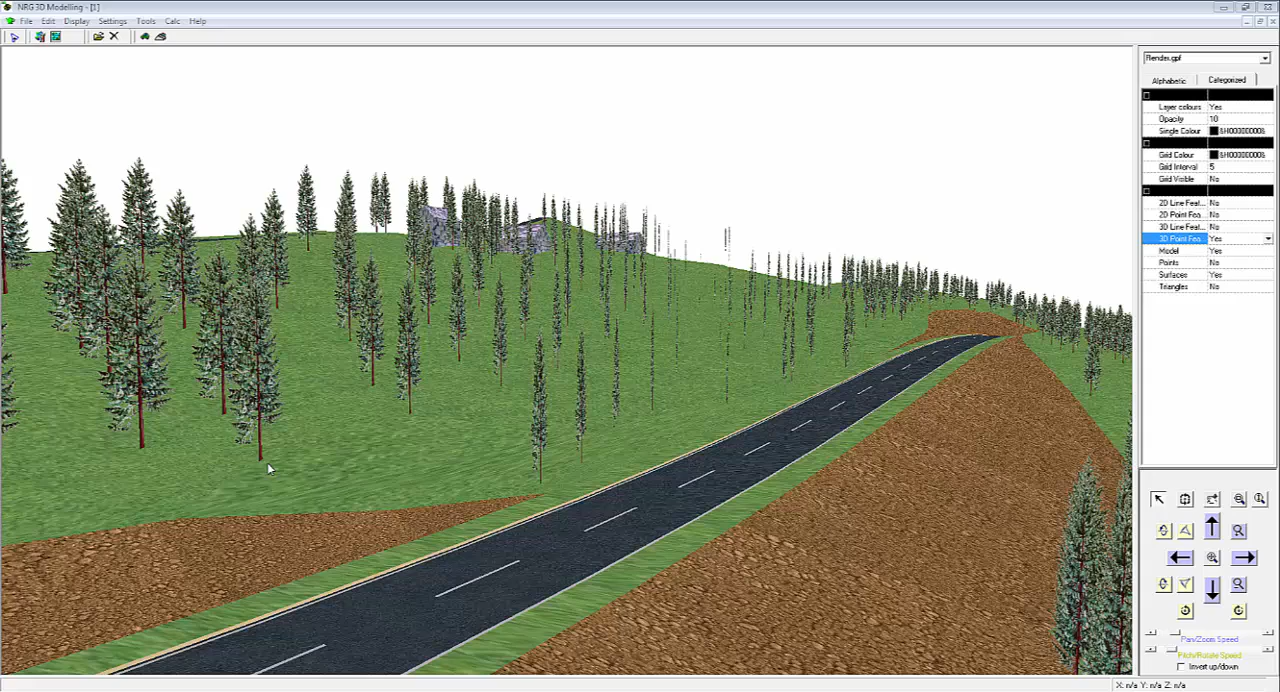 NRG 3D Modelling - [1]
File Edit Display Settings Tools Calc Help
Render.gpf
Alphabetic Categorized
Layer colours Yes
Opacity 10
Single Colour &H00000000&
Grid Colour &H00000000&
Grid Interval 5
Grid Visible No
2D Line Feat... No
2D Point Fea... No
3D Line Feat... No
3D Point Fea... Yes
Model Yes
Points No
Surfaces Yes
Triangles No
Pan/Zoom Speed
Pitch/Rotate Speed
Invert up/down
X: n/a Y: n/a Z: n/a